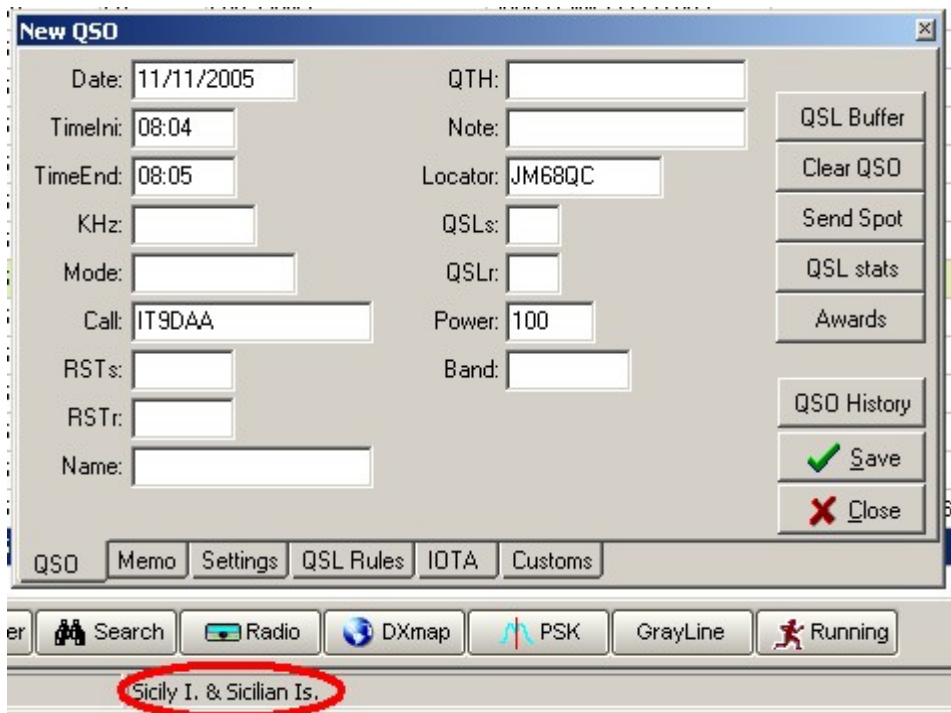 New QSO
Date: 11/11/2005
TimeIni: 08:04
TimeEnd: 08:05
KHz:
Mode:
Call: IT9DAA
RSTs:
RSTr:
Name:
QTH:
Note:
Locator: JM68QC
QSLs:
QSLr:
Power: 100
Band:
QSL Buffer
Clear QSO
Send Spot
QSL stats
Awards
QSO History
Save
Close
QSO Memo Settings QSL Rules IOTA Customs
er Search Radio DXmap PSK GrayLine Running
Sicily I. & Sicilian Is.